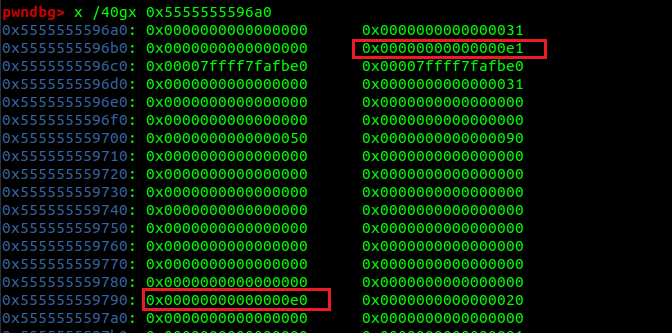 pwndbg> x /40gx 0x5555555596a0
0x5555555596a0: 0x0000000000000000 0x0000000000000031
0x5555555596b0: 0x0000000000000000 0x00000000000000e1
0x5555555596c0: 0x00007ffff7fafbe0 0x00007ffff7fafbe0
0x5555555596d0: 0x0000000000000000 0x0000000000000031
0x5555555596e0: 0x0000000000000000 0x0000000000000000
0x5555555596f0: 0x0000000000000000 0x0000000000000000
0x555555559700: 0x0000000000000050 0x0000000000000090
0x555555559710: 0x0000000000000000 0x0000000000000000
0x555555559720: 0x0000000000000000 0x0000000000000000
0x555555559730: 0x0000000000000000 0x0000000000000000
0x555555559740: 0x0000000000000000 0x0000000000000000
0x555555559750: 0x0000000000000000 0x0000000000000000
0x555555559760: 0x0000000000000000 0x0000000000000000
0x555555559770: 0x0000000000000000 0x0000000000000000
0x555555559780: 0x0000000000000000 0x0000000000000000
0x555555559790: 0x00000000000000e0 0x0000000000000020
0x5555555597a0: 0x0000000000000000 0x0000000000000000